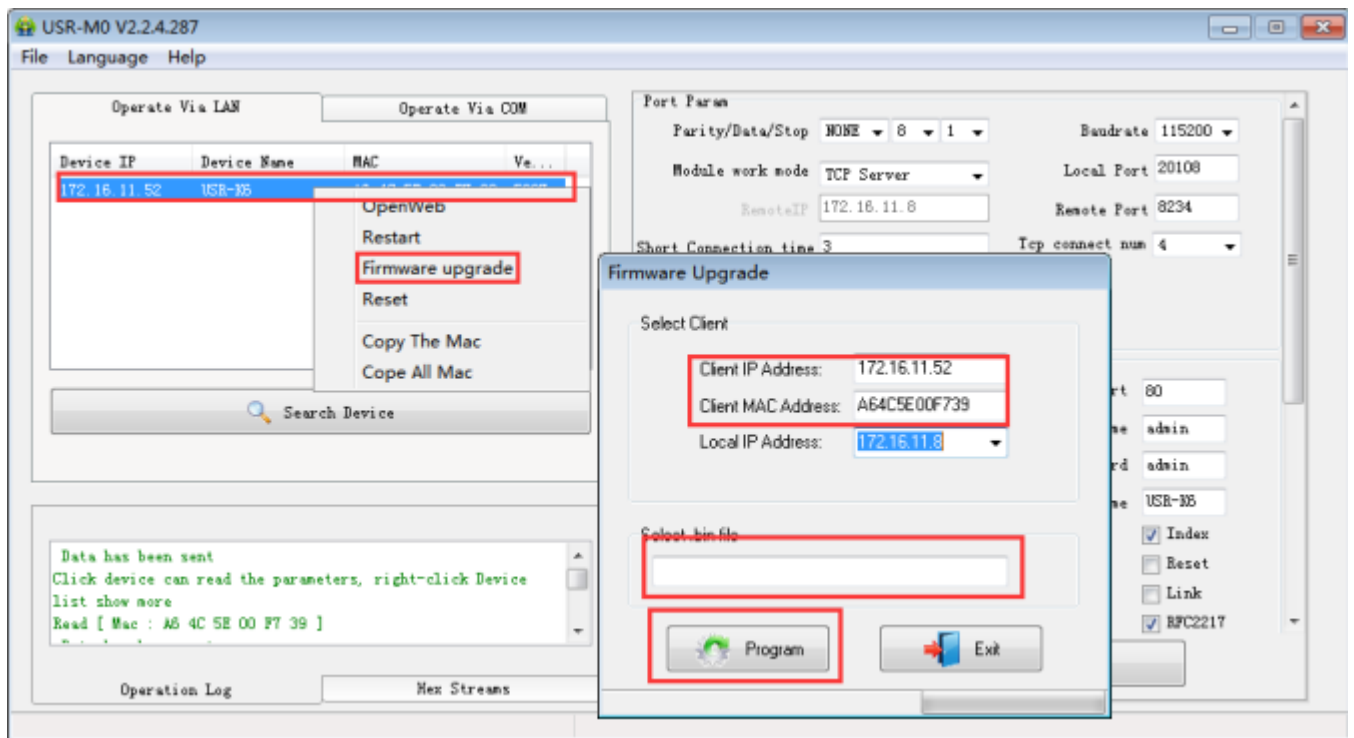 USR-M0 V2.2.4.287
File Language Help
Operate Via LAN Operate Via COM
Device IP Device Name MAC Ve...
172.16.11.52 USR-N6
OpenWeb
Restart
Firmware upgrade
Reset
Copy The Mac
Cope All Mac
Search Device
Data has been sent
Click device can read the parameters, right-click Device
list show more
Read [ Mac : A6 4C 5E 00 F7 39 ]
Operation Log Hex Streams
Port Param
Parity/Data/Stop NONE 8 1 Baudrate 115200
Module work mode TCP Server Local Port 20108
RemoteIP 172.16.11.8 Remote Port 8234
Short Connection time 3 Tcp connect num 4
Firmware Upgrade
Select Client
Client IP Address: 172.16.11.52
Client MAC Address: A64C5E00F739
Local IP Address: 172.16.11.8
Select .bin file
Program Exit
rt 80
me admin
rd admin
me USR-N6
Index
Reset
Link
RFC2217